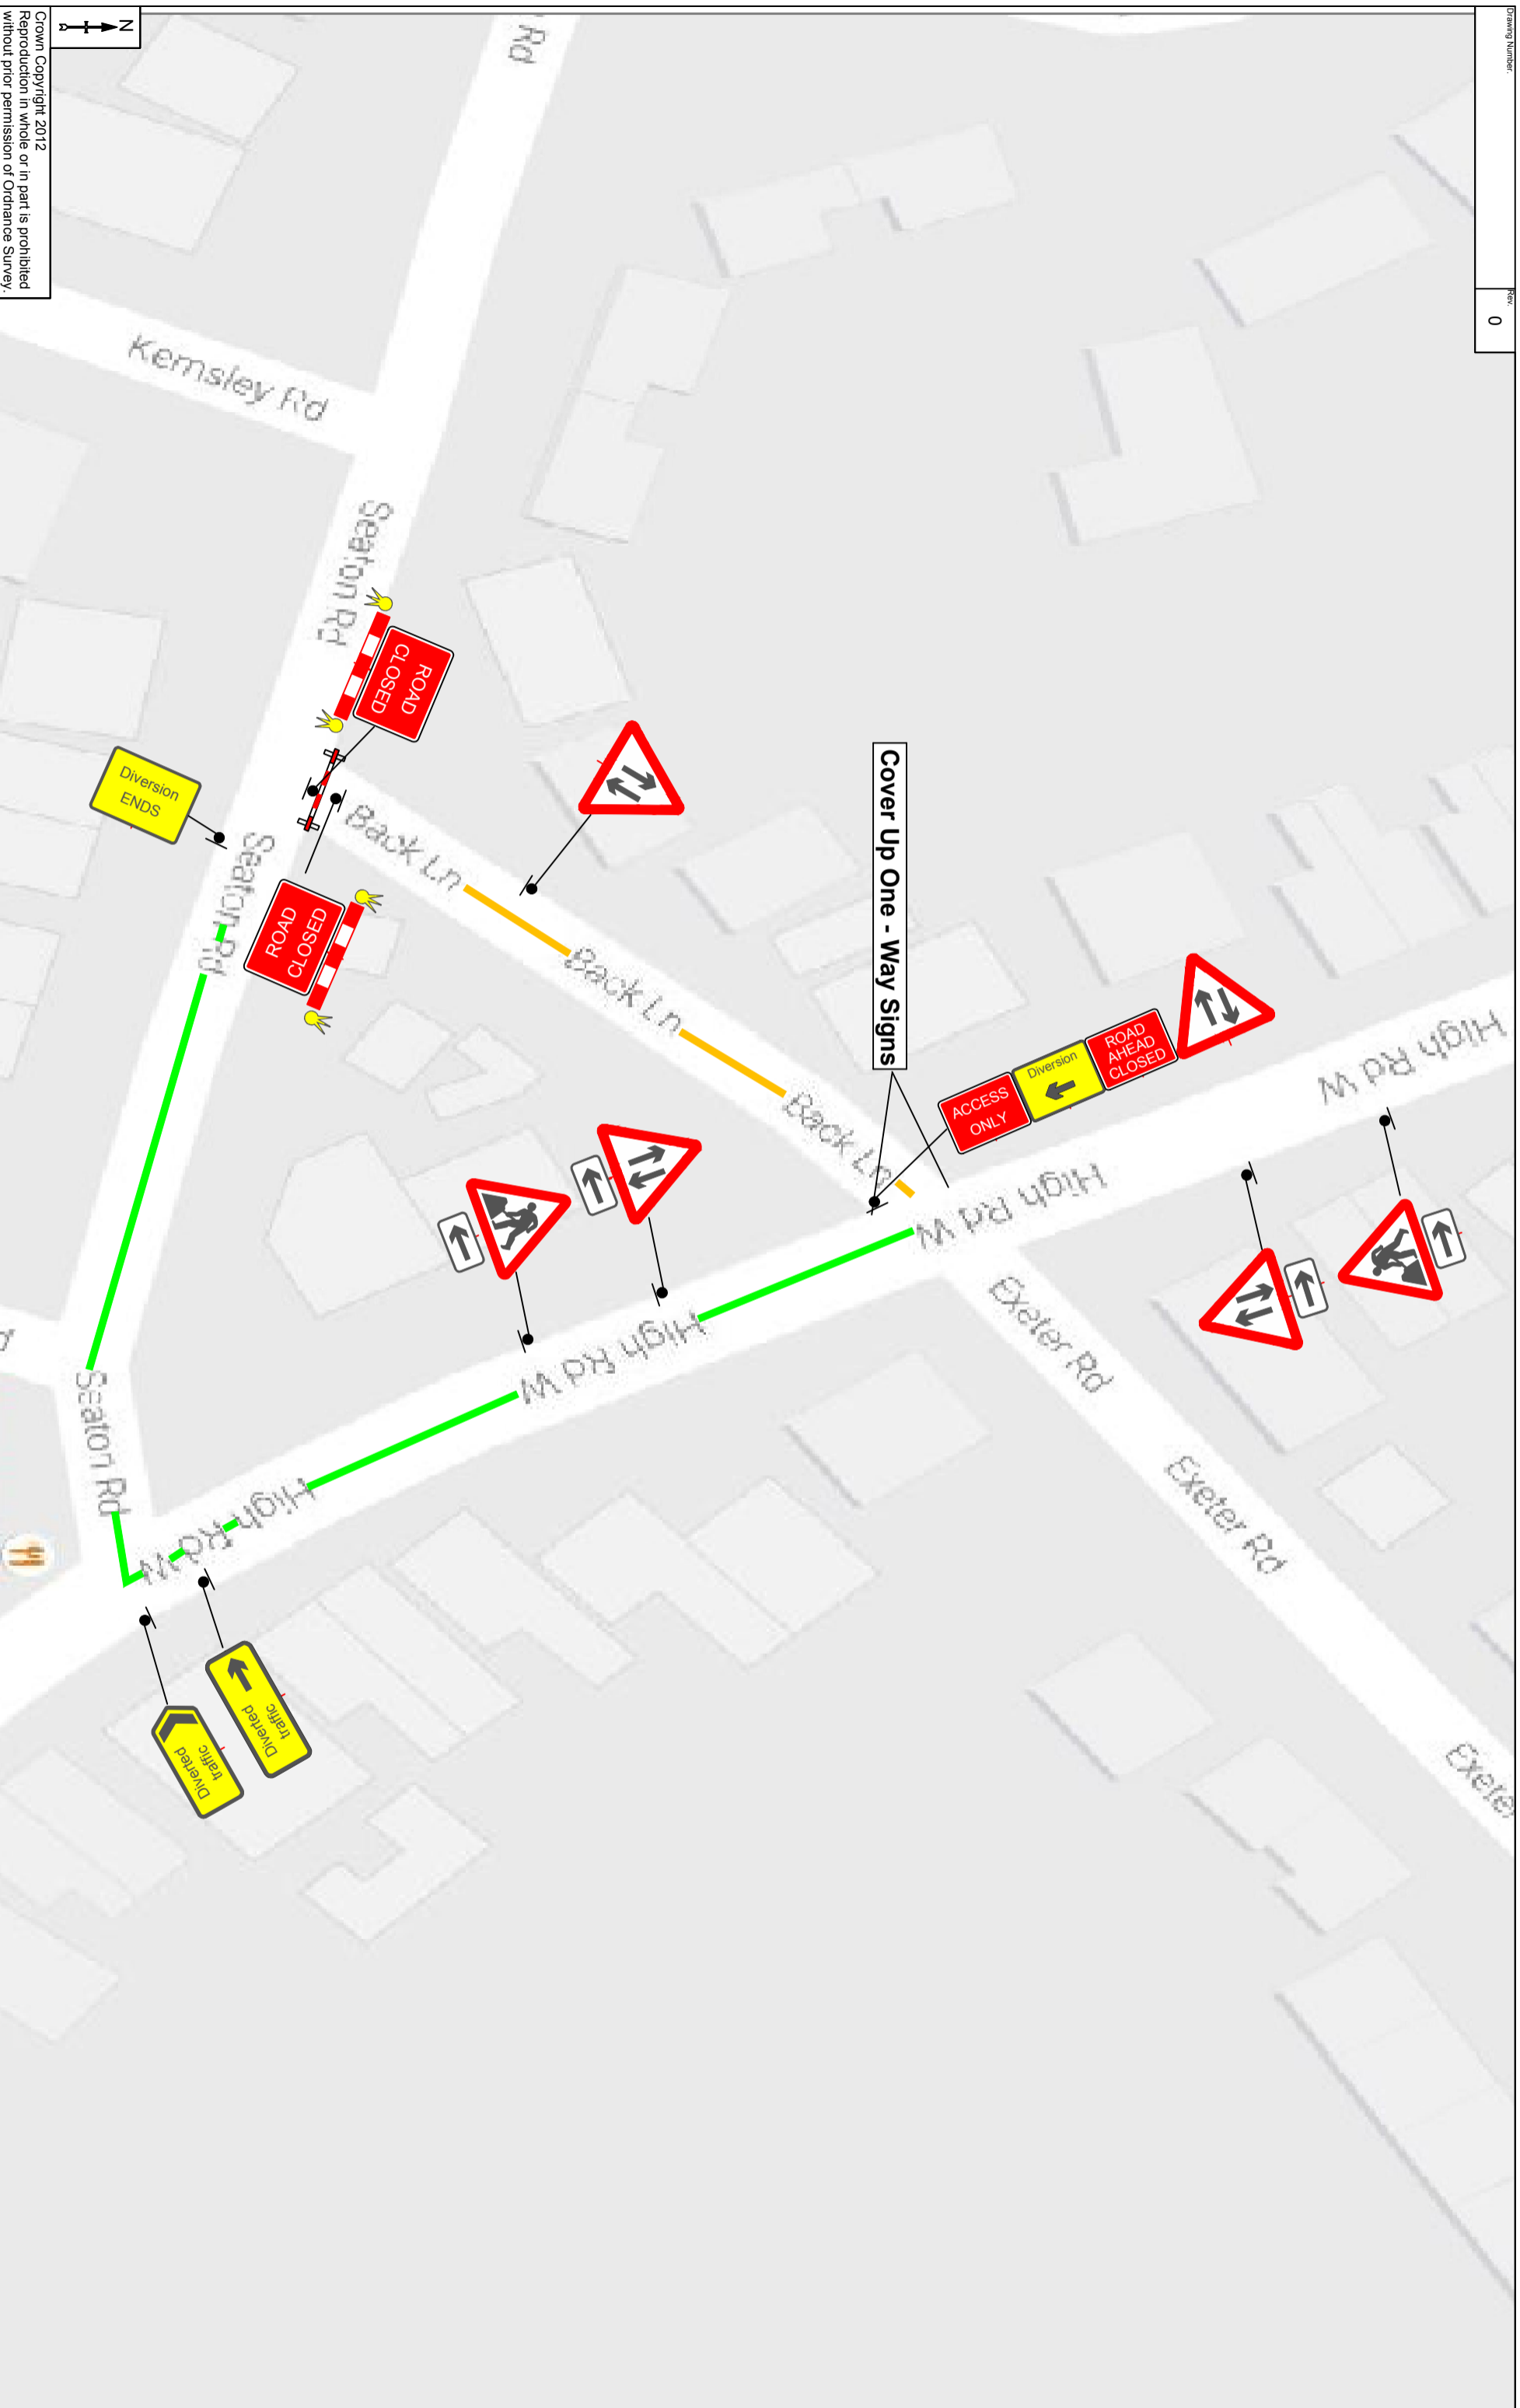 Drawing Number.
Rev.
0
N
Crown Copyright 2012
Reproduction in whole or in part is prohibited
without prior permission of Ordnance Survey.
Rd
Kemsley Rd
Seaton Rd
ROAD
CLOSED
Diversion
ENDS
Seaton Rd
ROAD
CLOSED
Back Ln
Back Ln
Back Ln
Cover Up One - Way Signs
ROAD
AHEAD
CLOSED
Diversion
ACCESS
ONLY
High Rd W
High Rd W
High Rd W
High Rd W
High Rd W
Exeter Rd
Exeter Rd
Exeter
Seaton Rd
Diverted
traffic
Diverted
traffic